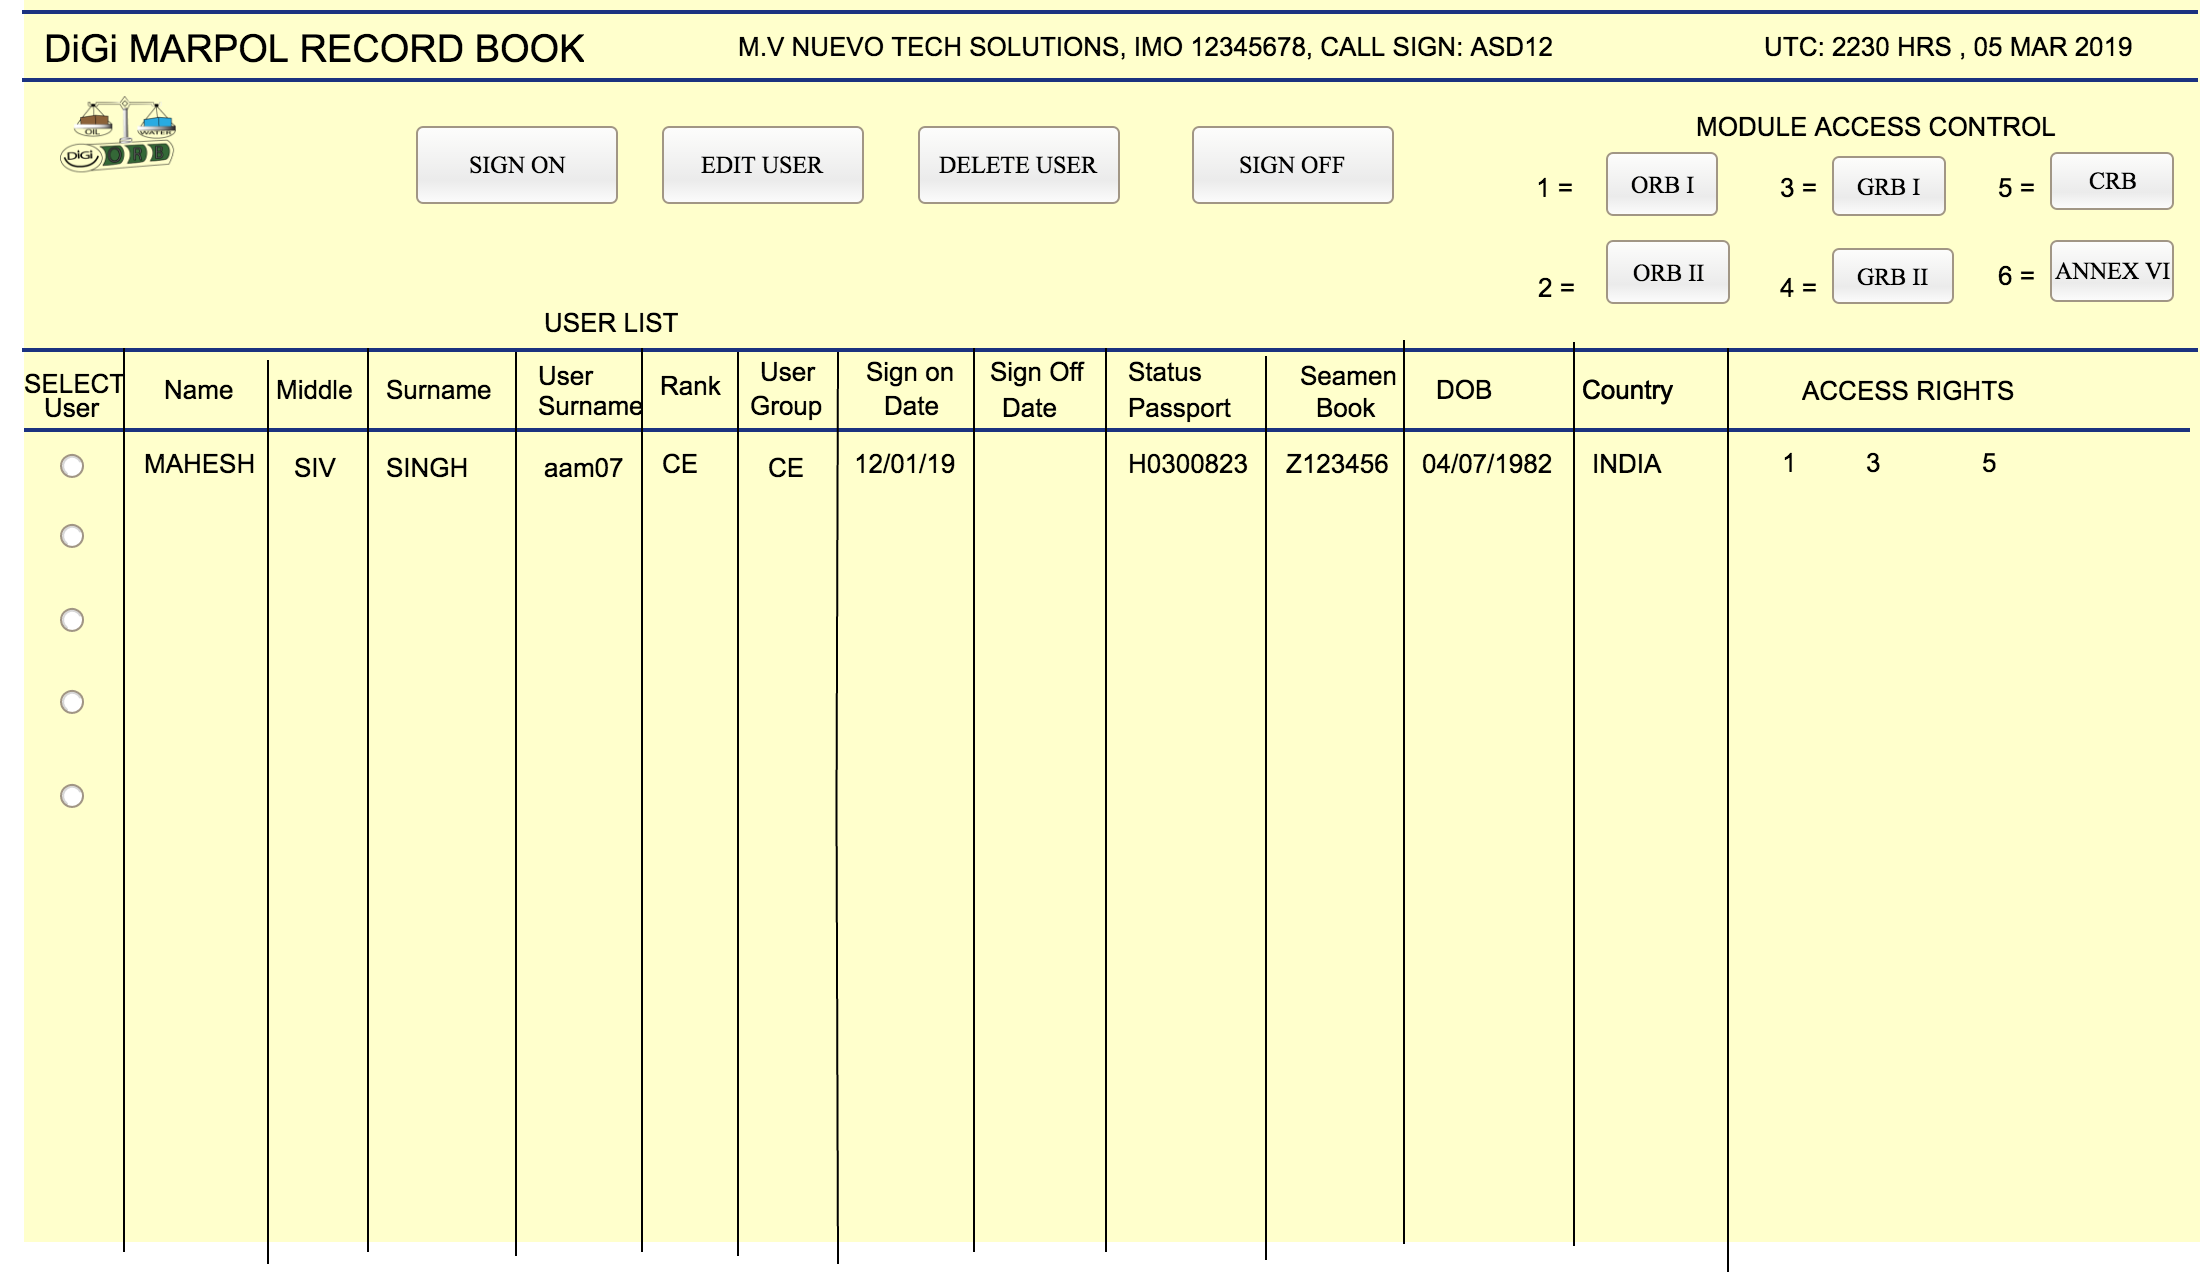 DiGi MARPOL RECORD BOOK
M.V NUEVO TECH SOLUTIONS, IMO 12345678, CALL SIGN: ASD12
UTC: 2230 HRS , 05 MAR 2019
OIL
WATER
DiGi ORB
SIGN ON
EDIT USER
DELETE USER
SIGN OFF
MODULE ACCESS CONTROL
1 = ORB I
3 = GRB I
5 = CRB
2 = ORB II
4 = GRB II
6 = ANNEX VI
USER LIST
SELECT
User
Name
Middle
Surname
User
Surname
Rank
User
Group
Sign on
Date
Sign Off
Date
Status
Passport
Seamen
Book
DOB
Country
ACCESS RIGHTS
MAHESH SIV SINGH aam07 CE CE 12/01/19 H0300823 Z123456 04/07/1982 INDIA 1 3 5